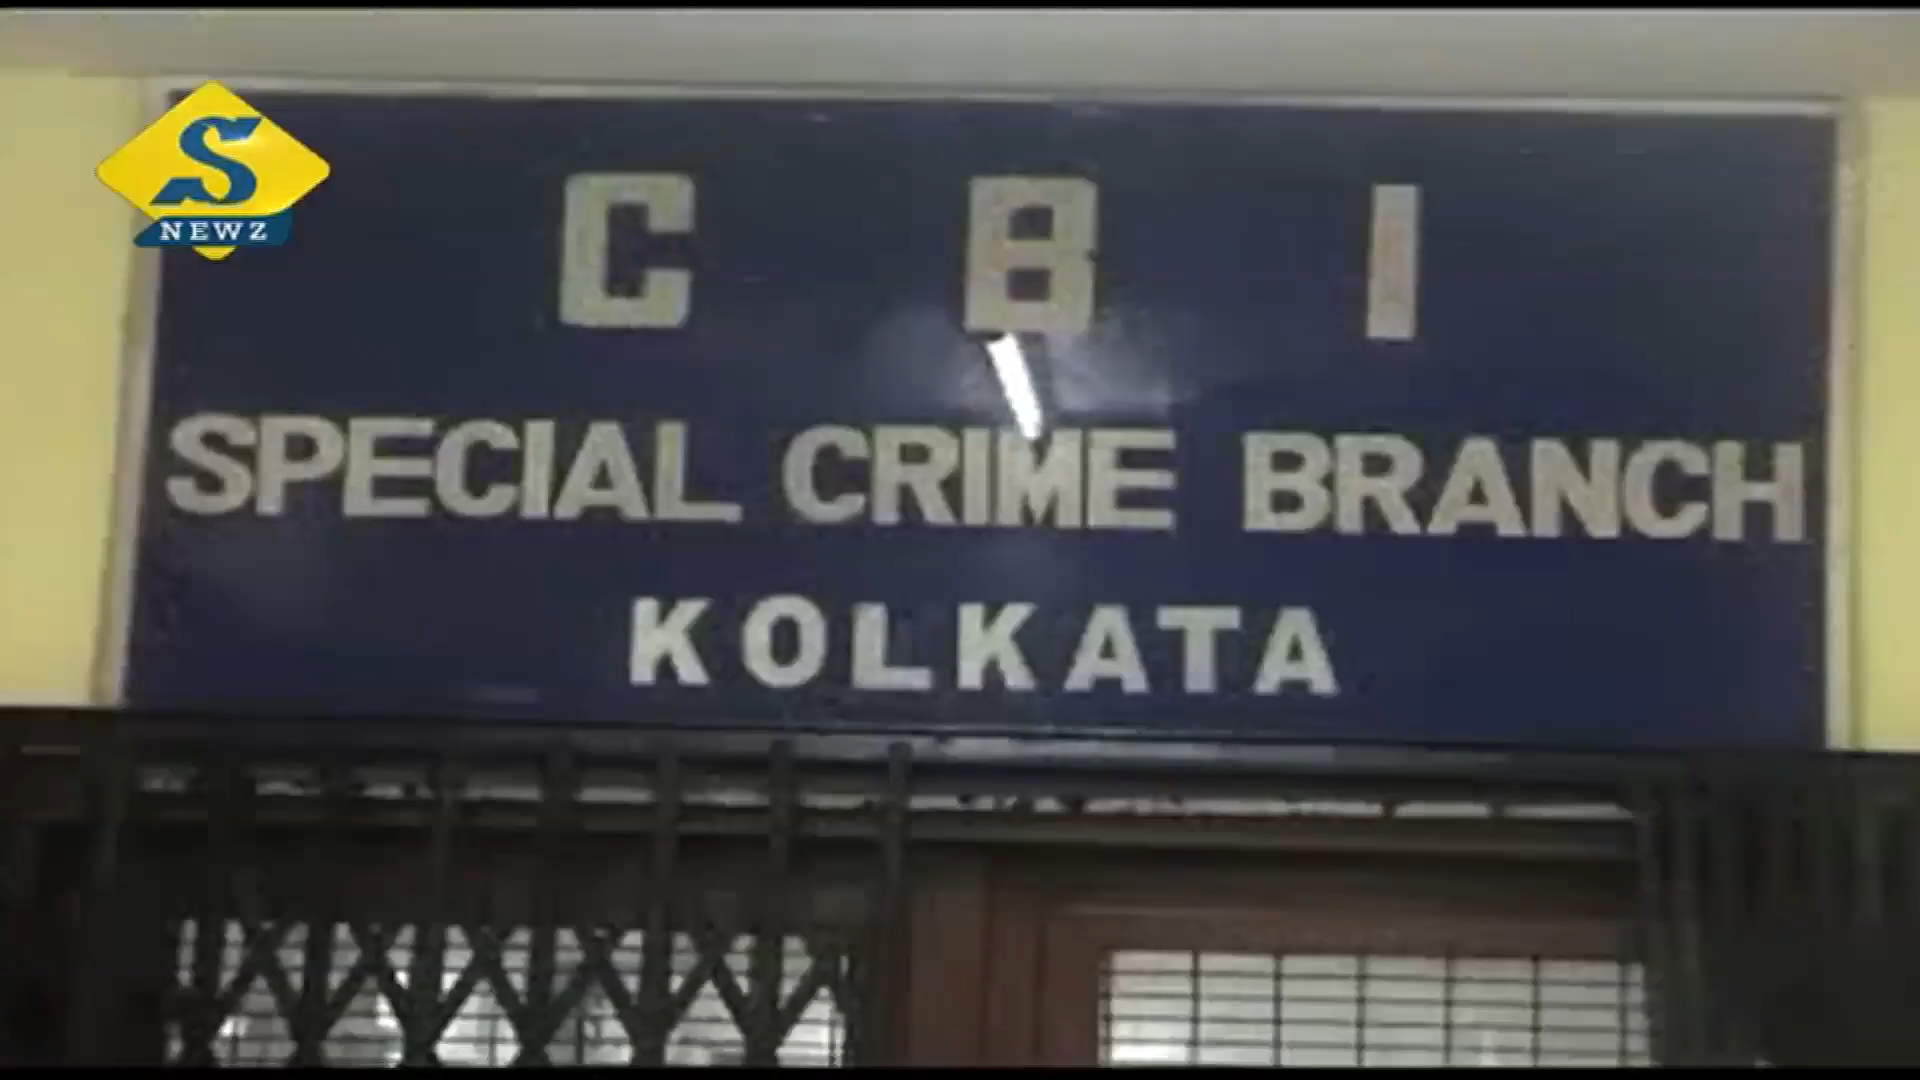 S
NEWZ
C B I
SPECIAL CRIME BRANCH
KOLKATA